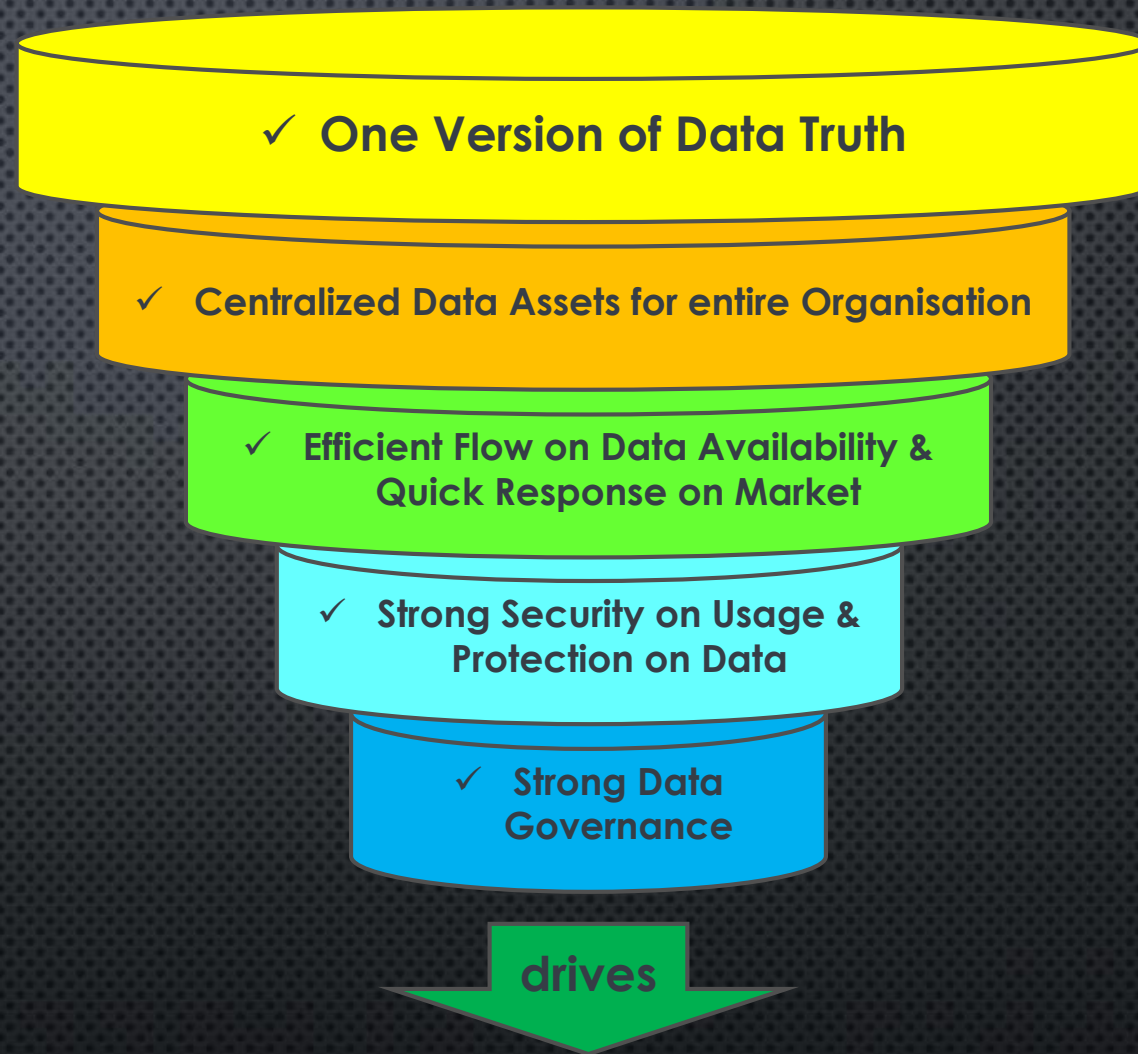 ✓ One Version of Data Truth
✓ Centralized Data Assets for entire Organisation
✓ Efficient Flow on Data Availability &
Quick Response on Market
✓ Strong Security on Usage &
Protection on Data
✓ Strong Data
Governance
drives